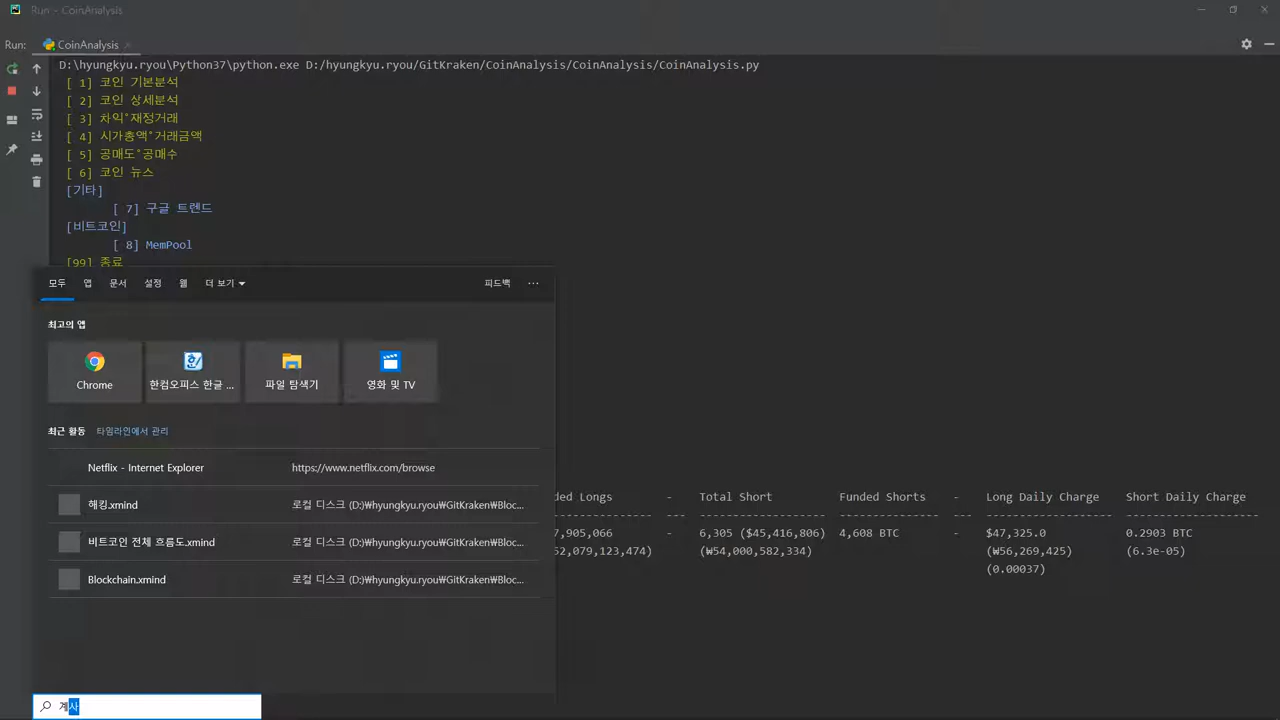 Run - CoinAnalysis
Run: CoinAnalysis
D:\hyungkyu.ryou\Python37\python.exe D:/hyungkyu.ryou/GitKraken/CoinAnalysis/CoinAnalysis/CoinAnalysis.py
[ 1] 코인 기본분석
[ 2] 코인 상세분석
[ 3] 차익°재정거래
[ 4] 시가총액°거래금액
[ 5] 공매도°공매수
[ 6] 코인 뉴스
[기타]
[ 7] 구글 트렌드
[비트코인]
[ 8] MemPool
[99] 종료
모두 앱 문서 설정 웹 더 보기 피드백 ···
최고의 앱
Chrome 한컴오피스 한글 ... 파일 탐색기 영화 및 TV
최근 활동 타임라인에서 관리
Netflix - Internet Explorer https://www.netflix.com/browse
해킹.xmind 로컬 디스크 (D:)₩hyungkyu.ryou₩GitKraken₩Bloc...
비트코인 전체 흐름도.xmind 로컬 디스크 (D:)₩hyungkyu.ryou₩GitKraken₩Bloc...
Blockchain.xmind 로컬 디스크 (D:)₩hyungkyu.ryou₩GitKraken₩Bloc...
ded Longs - Total Short Funded Shorts - Long Daily Charge Short Daily Charge
7,905,066 - 6,305 ($45,416,806) 4,608 BTC - $47,325.0 0.2903 BTC
52,079,123,474) (₩54,000,582,334) (₩56,269,425) (6.3e-05)
(0.00037)
계사